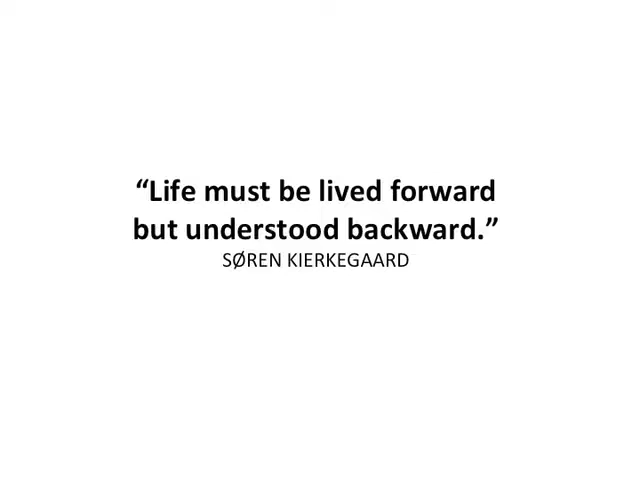 “Life must be lived forward
but understood backward.”
SØREN KIERKEGAARD